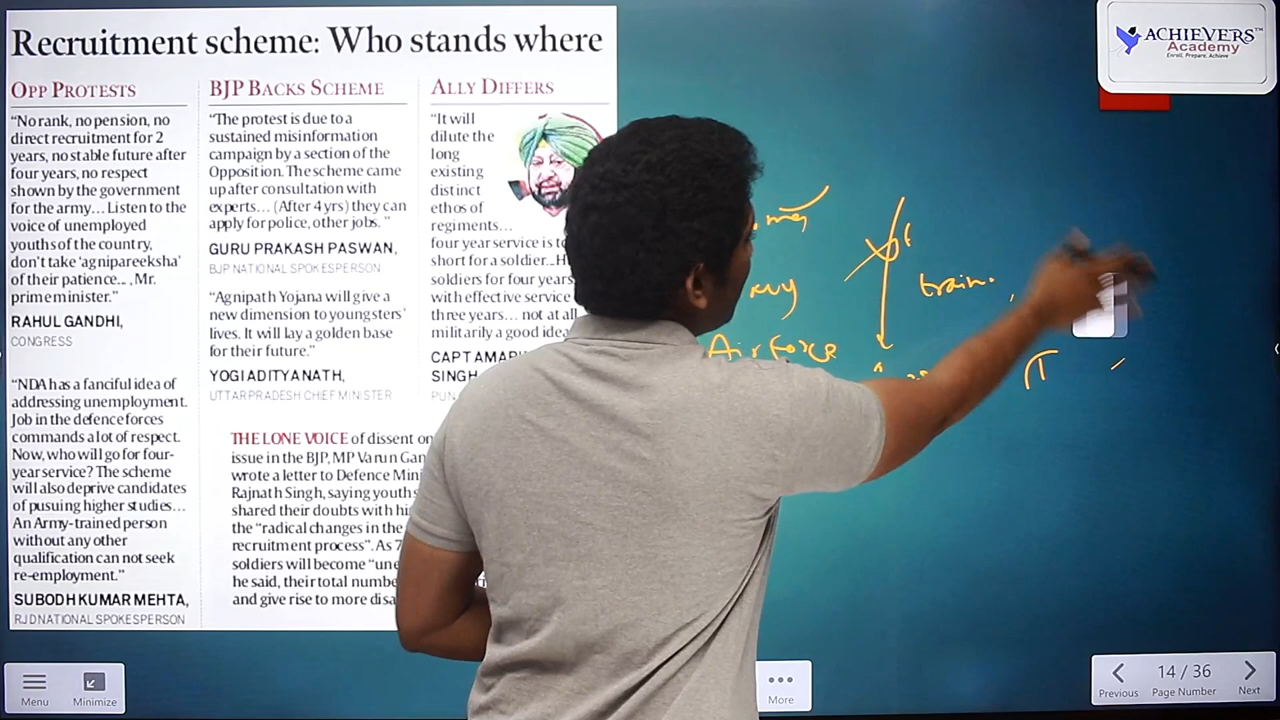 Recruitment scheme: Who stands where
OPP PROTESTS
"No rank, no pension, no
direct recruitment for 2
years, no stable future after
four years, no respect
shown by the government
for the army... Listen to the
voice of unemployed
youths of the country,
don't take 'agnipareeksha'
of their patience..., Mr.
prime minister."
RAHUL GANDHI,
CONGRESS
"NDA has a fanciful idea of
addressing unemployment.
Job in the defence forces
commands a lot of respect.
Now, who will go for four-
year service? The scheme
will also deprive candidates
of pusuing higher studies...
An Army-trained person
without any other
qualification can not seek
re-employment."
SUBODH KUMAR MEHTA,
RJD NATIONAL SPOKESPERSON
BJP BACKS SCHEME
"The protest is due to a
sustained misinformation
campaign by a section of the
Opposition. The scheme came
up after consultation with
experts... (After 4 yrs) they can
apply for police, other jobs."
GURU PRAKASH PASWAN,
BJP NATIONAL SPOKESPERSON
"Agnipath Yojana will give a
new dimension to youngsters'
lives. It will lay a golden base
for their future."
YOGI ADITYANATH,
UTTAR PRADESH CHIEF MINISTER
ALLY DIFFERS
"It will
dilute the
long
existing
distinct
ethos of
regiments...
four year service is
short for a soldier...
soldiers for four years
with effective service
three years... not at all
militarily a good idea
CAPT
SINGH,
THE LONE VOICE of dissent on
issue in the BJP, MP Varun
wrote a letter to Defence
Rajnath Singh, saying youths
shared their doubts with
the "radical changes in the
recruitment process". As
soldiers will become
he said, their total
and give rise to more
Air force
train.
ACHIEVERS™
Academy
Enroll, Prepare, Achieve
Menu
Minimize
More
Previous
14 / 36
Page Number
Next